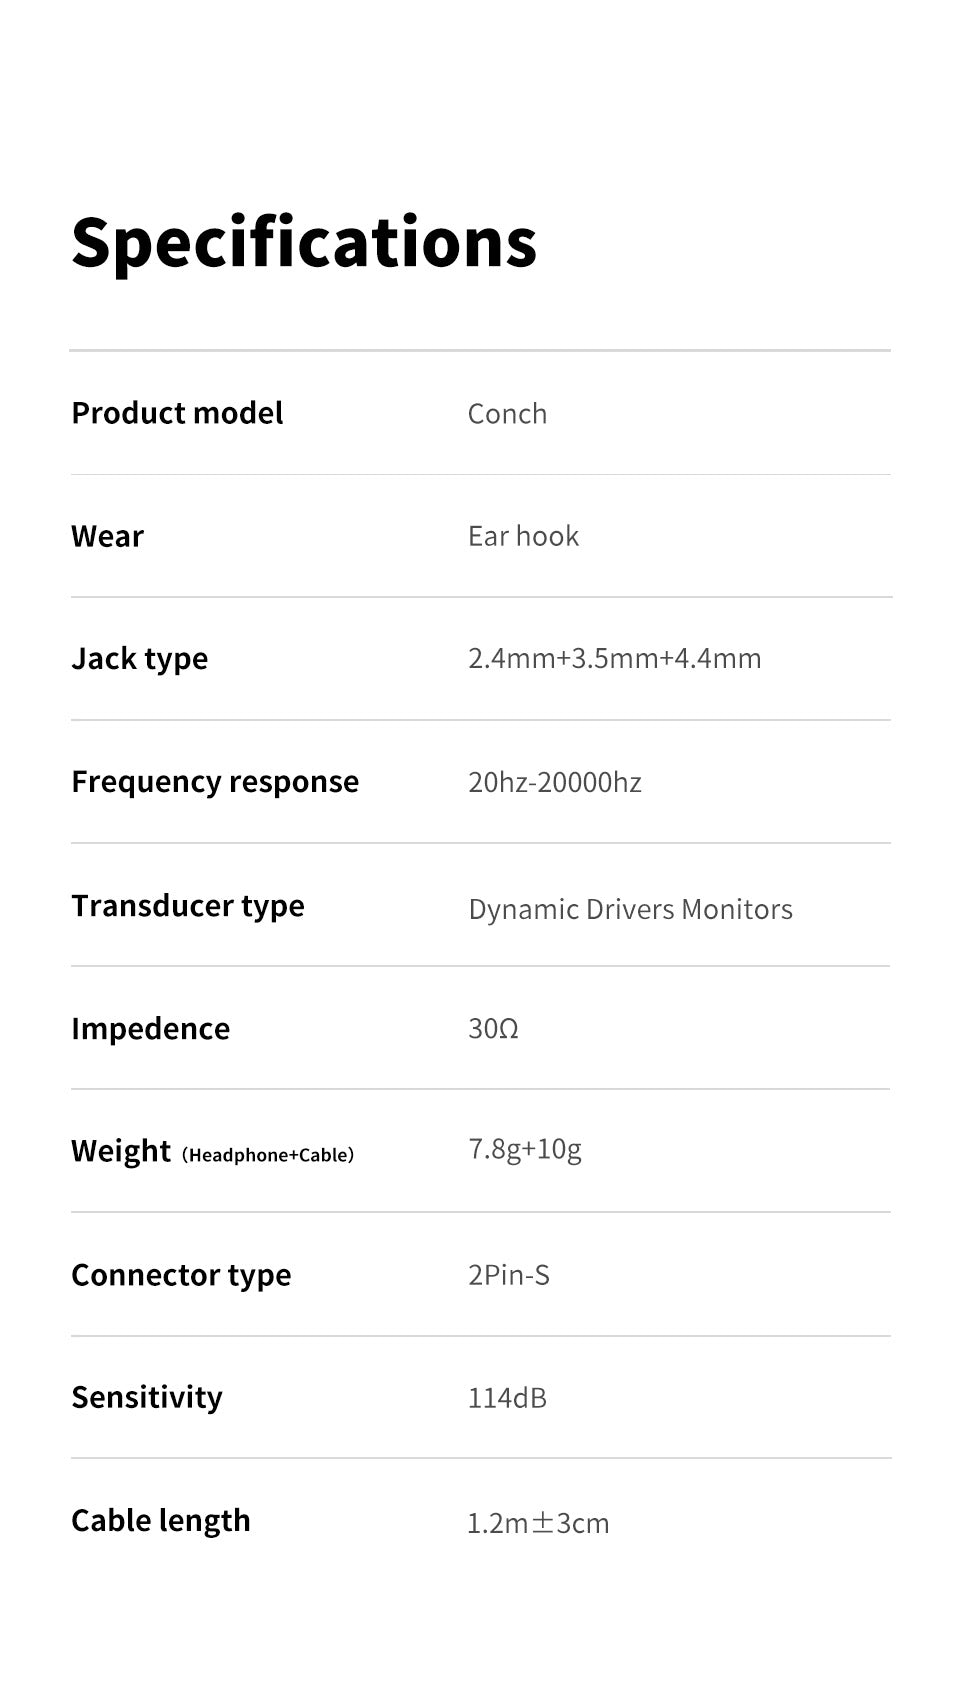 Specifications
Product model Conch
Wear Ear hook
Jack type 2.4mm+3.5mm+4.4mm
Frequency response 20hz-20000hz
Transducer type Dynamic Drivers Monitors
Impedence 30Ω
Weight （Headphone+Cable） 7.8g+10g
Connector type 2Pin-S
Sensitivity 114dB
Cable length 1.2m±3cm